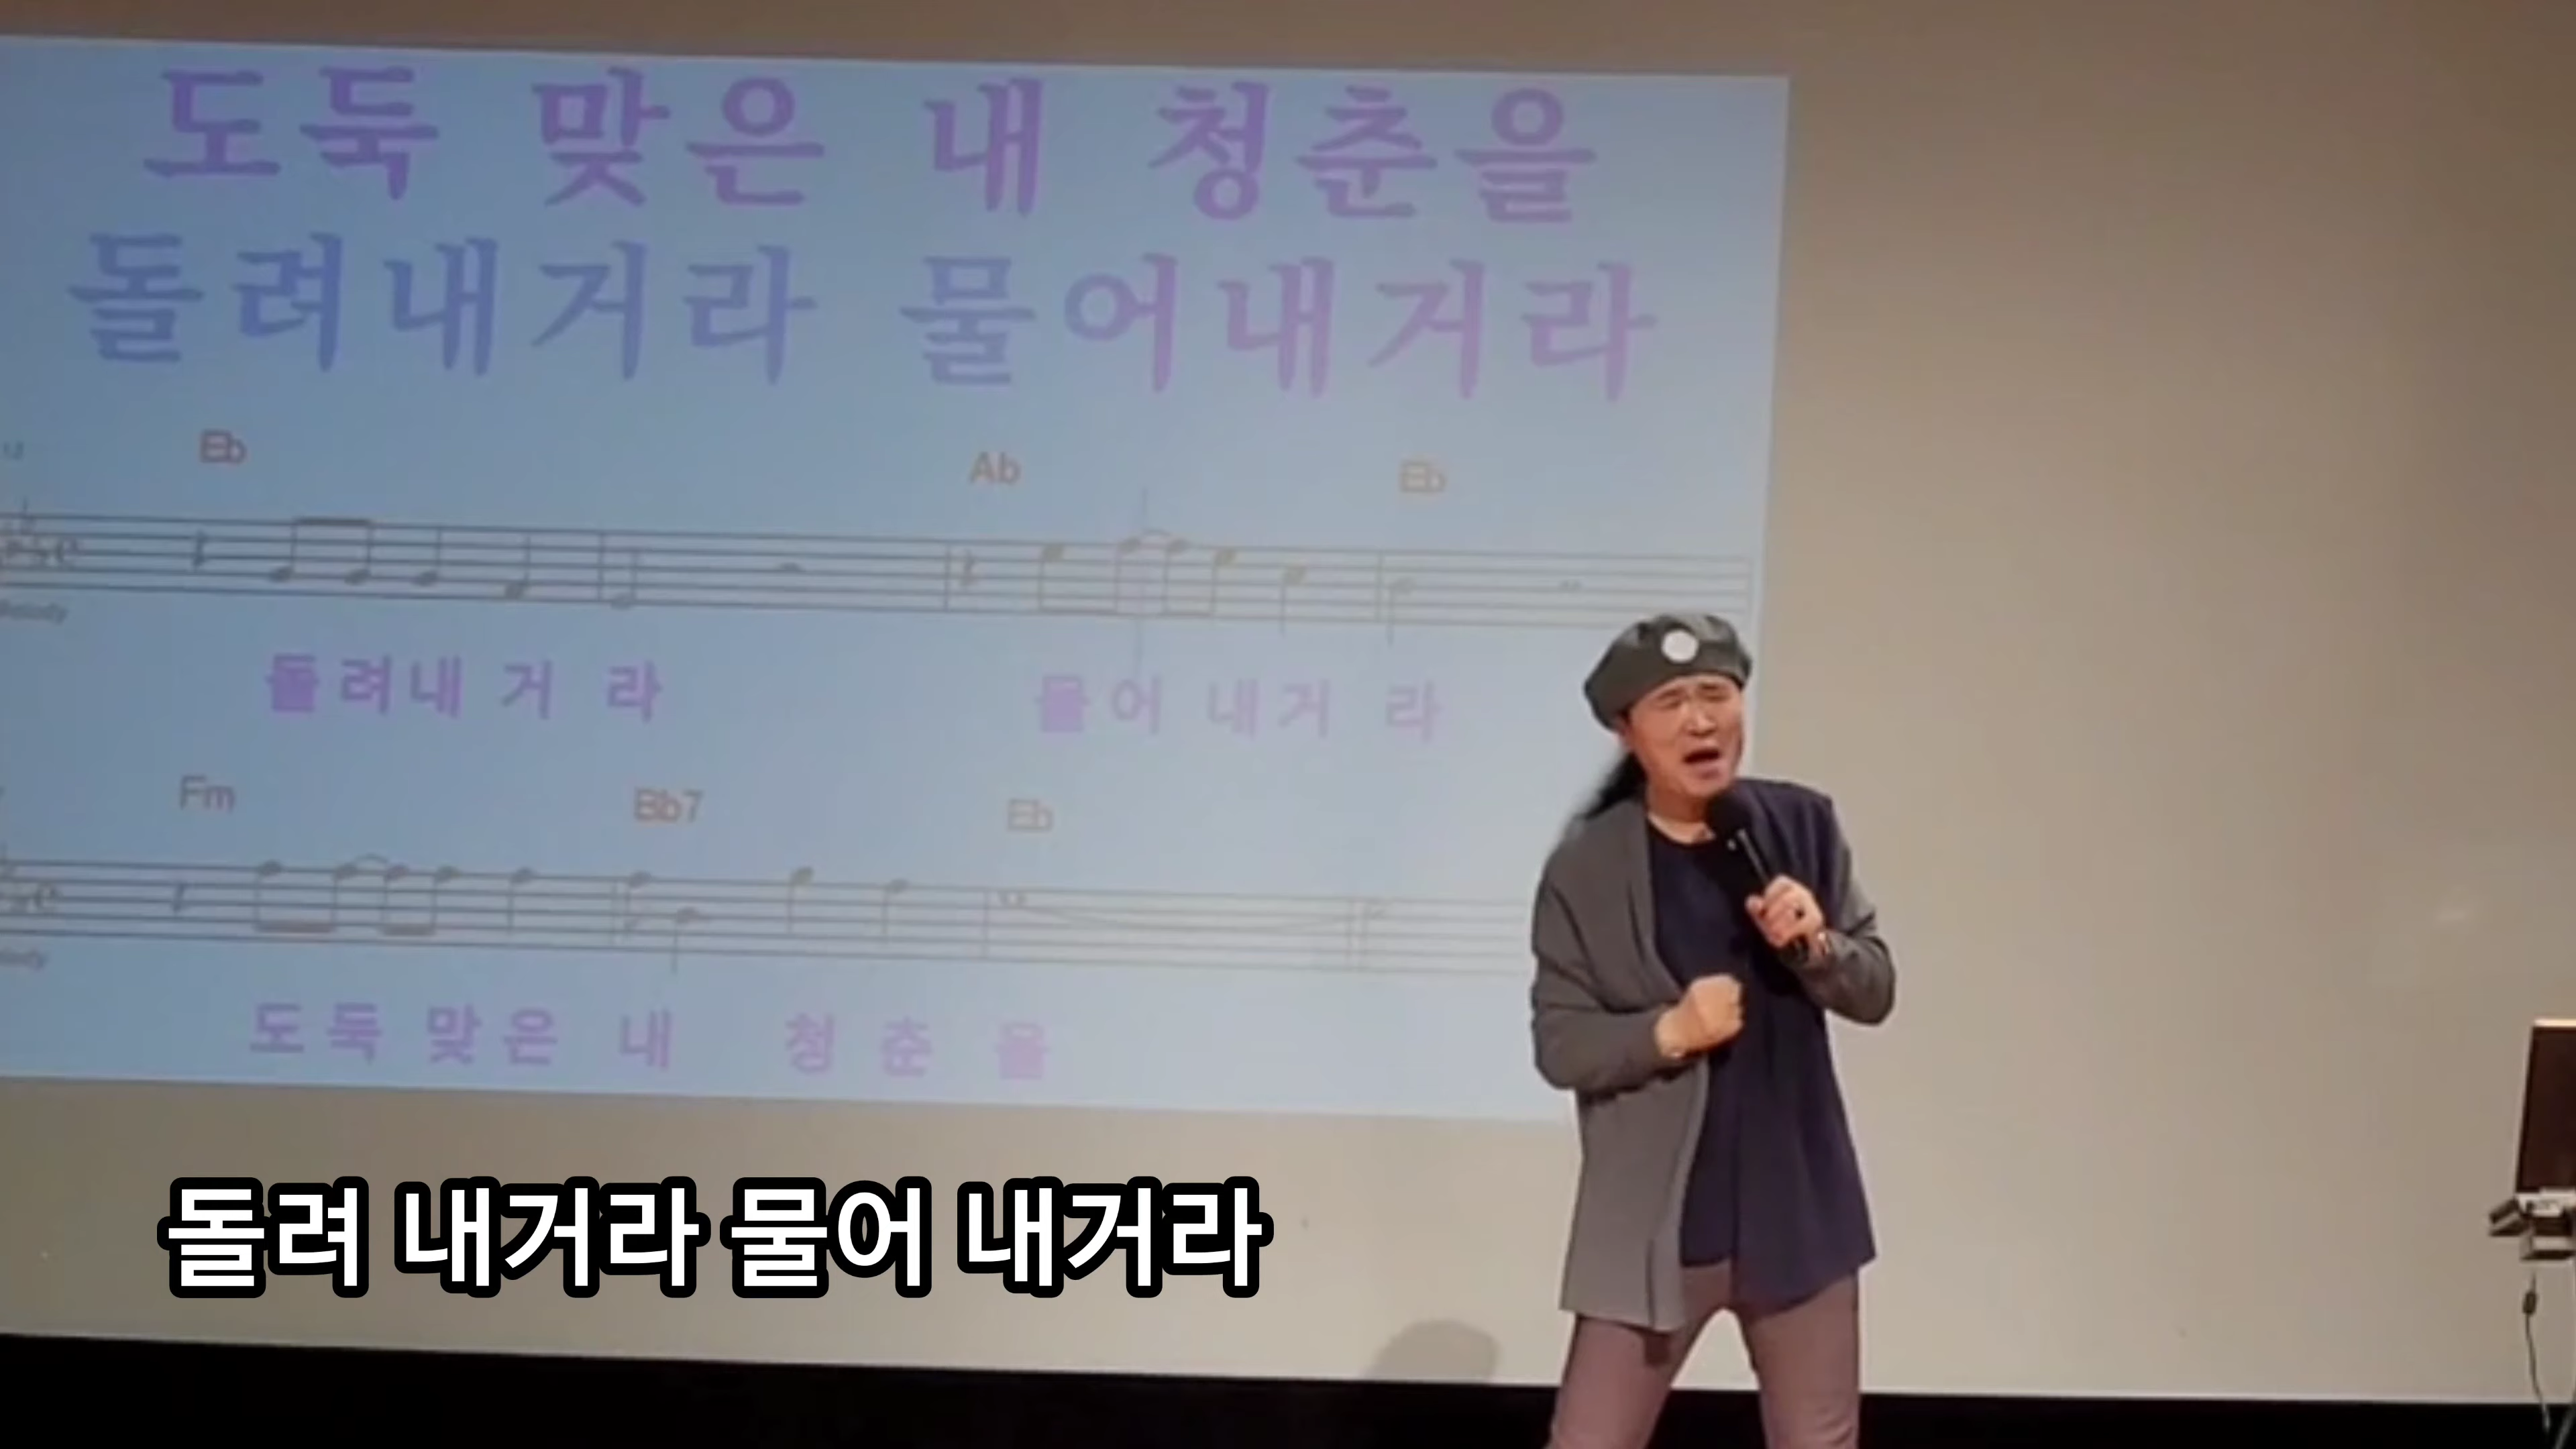 도둑 맞은 내 청춘을
돌려내거라 물어내거라
Eb Ab Eb
돌려내 거 라 물어 내거 라
Fm Bb7 Eb
도둑 맞은 내 청 춘 을
돌려 내거라 물어 내거라